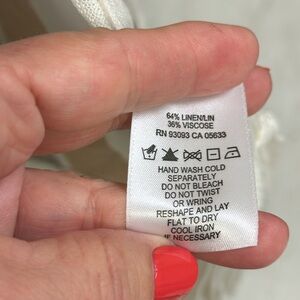 64% LINEN/LIN
36% VISCOSE
RN 93093 CA 05633
HAND WASH COLD
SEPARATELY
DO NOT BLEACH
DO NOT TWIST
OR WRING
RESHAPE AND LAY
FLAT TO DRY
COOL IRON
IF NECESSARY